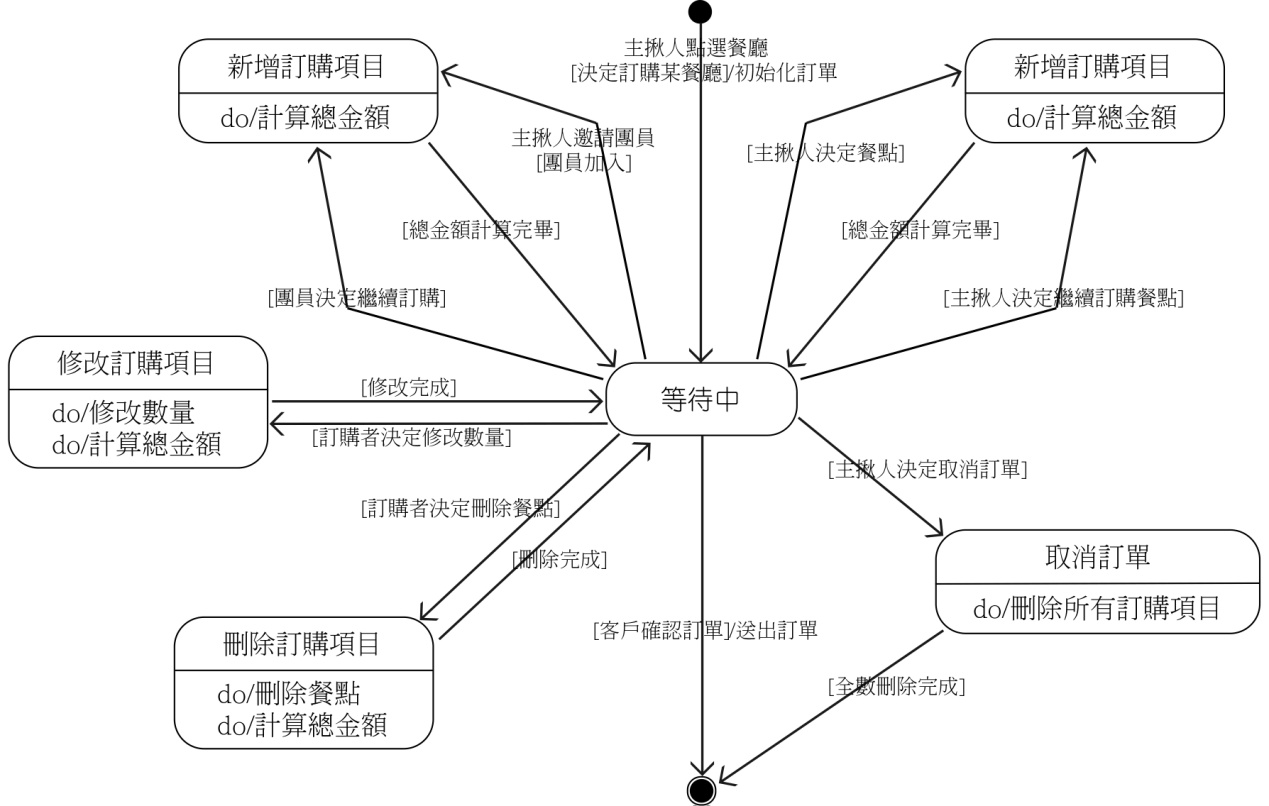 主揪人點選餐廳
[決定訂購某餐廳]/初始化訂單
新增訂購項目
do/計算總金額
新增訂購項目
do/計算總金額
主揪人邀請團員
[團員加入]
[主揪人決定餐點]
[總金額計算完畢]
[總金額計算完畢]
[團員決定繼續訂購]
[主揪人決定繼續訂購餐點]
修改訂購項目
do/修改數量
do/計算總金額
[修改完成]
等待中
[訂購者決定修改數量]
[主揪人決定取消訂單]
[訂購者決定刪除餐點]
[刪除完成]
取消訂單
do/刪除所有訂購項目
刪除訂購項目
do/刪除餐點
do/計算總金額
[客戶確認訂單]/送出訂單
[全數刪除完成]